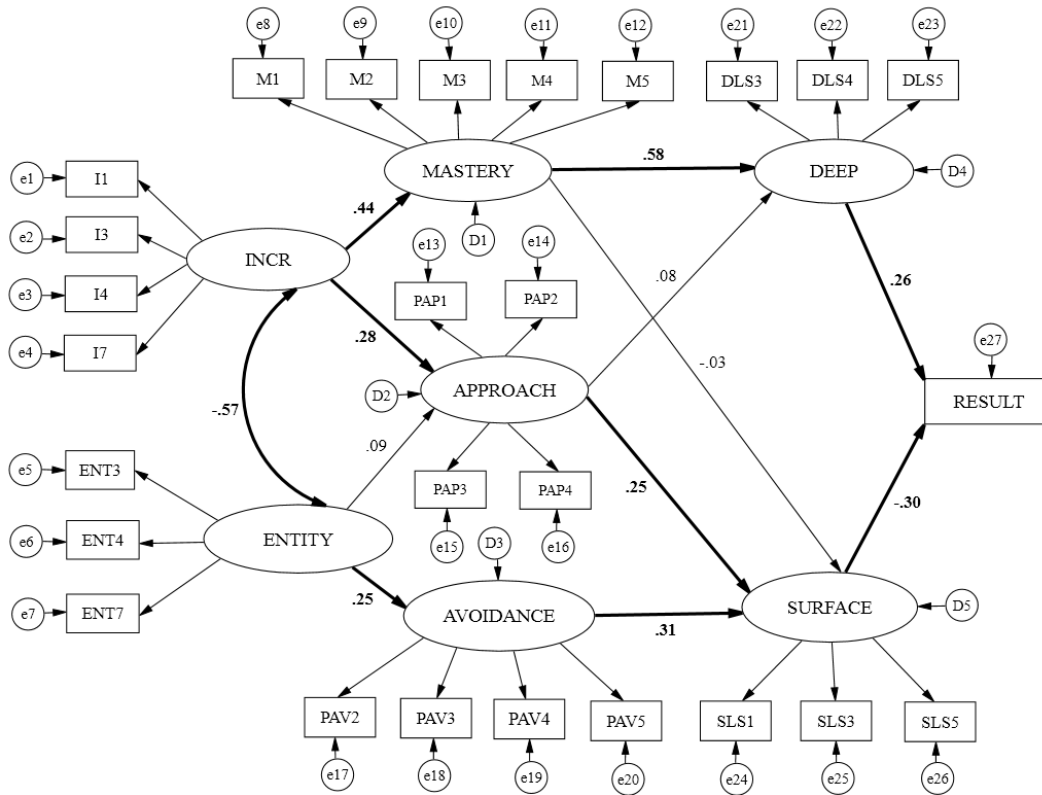 e8
e9
e10
e11
e12
e21
e22
e23
M1
M2
M3
M4
M5
DLS3
DLS4
DLS5
e1
I1
MASTERY
.58
DEEP
D4
.44
e2
I3
D1
e13
e14
INCR
e3
I4
.08
.26
PAP1
PAP2
e4
I7
.28
e27
-.03
D2
APPROACH
RESULT
-.57
.09
e5
ENT3
PAP3
PAP4
.25
-.30
e6
ENT4
ENTITY
e15
D3
e16
e7
ENT7
.25
AVOIDANCE
.31
SURFACE
D5
PAV2
PAV3
PAV4
PAV5
SLS1
SLS3
SLS5
e17
e18
e19
e20
e24
e25
e26